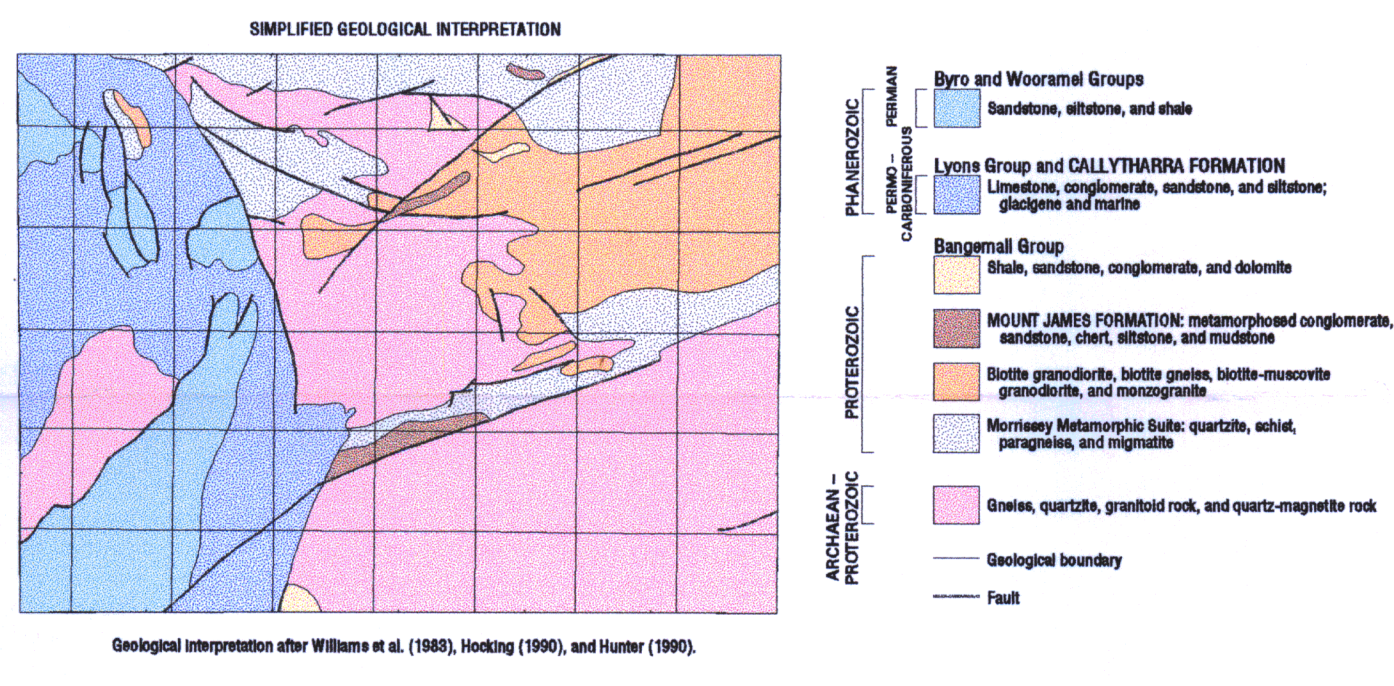 SIMPLIFIED GEOLOGICAL INTERPRETATION
Byro and Wooramel Groups
Sandstone, siltstone, and shale
Lyons Group and CALLYTHARRA FORMATION
Limestone, conglomerate, sandstone, and siltstone;
glacigene and marine
Bangemall Group
Shale, sandstone, conglomerate, and dolomite
MOUNT JAMES FORMATION: metamorphosed conglomerate,
sandstone, chert, siltstone, and mudstone
Biotite granodiorite, biotite gneiss, biotite-muscovite
granodiorite, and monzogranite
Morrissey Metamorphic Suite: quartzite, schist,
paragneiss, and migmatite
Gneiss, quartzite, granitoid rock, and quartz-magnetite rock
Geological boundary
Fault
PHANEROZOIC
PERMIAN
PERMO –
CARBONIFEROUS
PROTEROZOIC
ARCHAEAN –
PROTEROZOIC
Geological interpretation after Williams et al. (1983), Hocking (1990), and Hunter (1990).